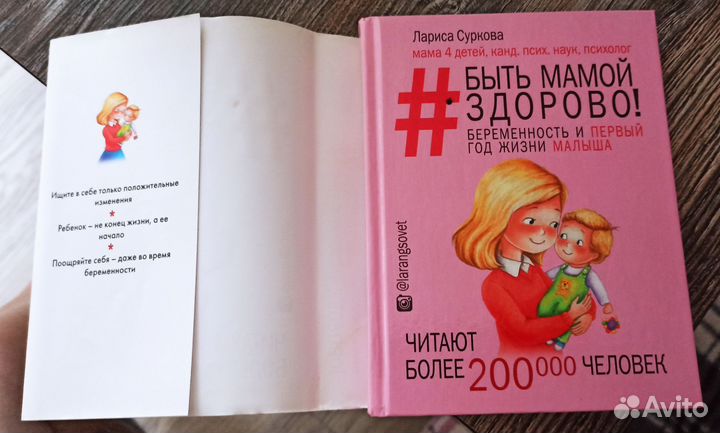 Ищите в себе только положительные
изменения
*
Ребенок – не конец жизни, а ее
начало
*
Поощряйте себя – даже во время
беременности
Лариса Суркова
мама 4 детей, канд. псих. наук, психолог
#БЫТЬ МАМОЙ
ЗДОРОВО!
БЕРЕМЕННОСТЬ И ПЕРВЫЙ
ГОД ЖИЗНИ МАЛЫША
@larangsovet
ЧИТАЮТ
БОЛЕЕ 200000 ЧЕЛОВЕК
Avito